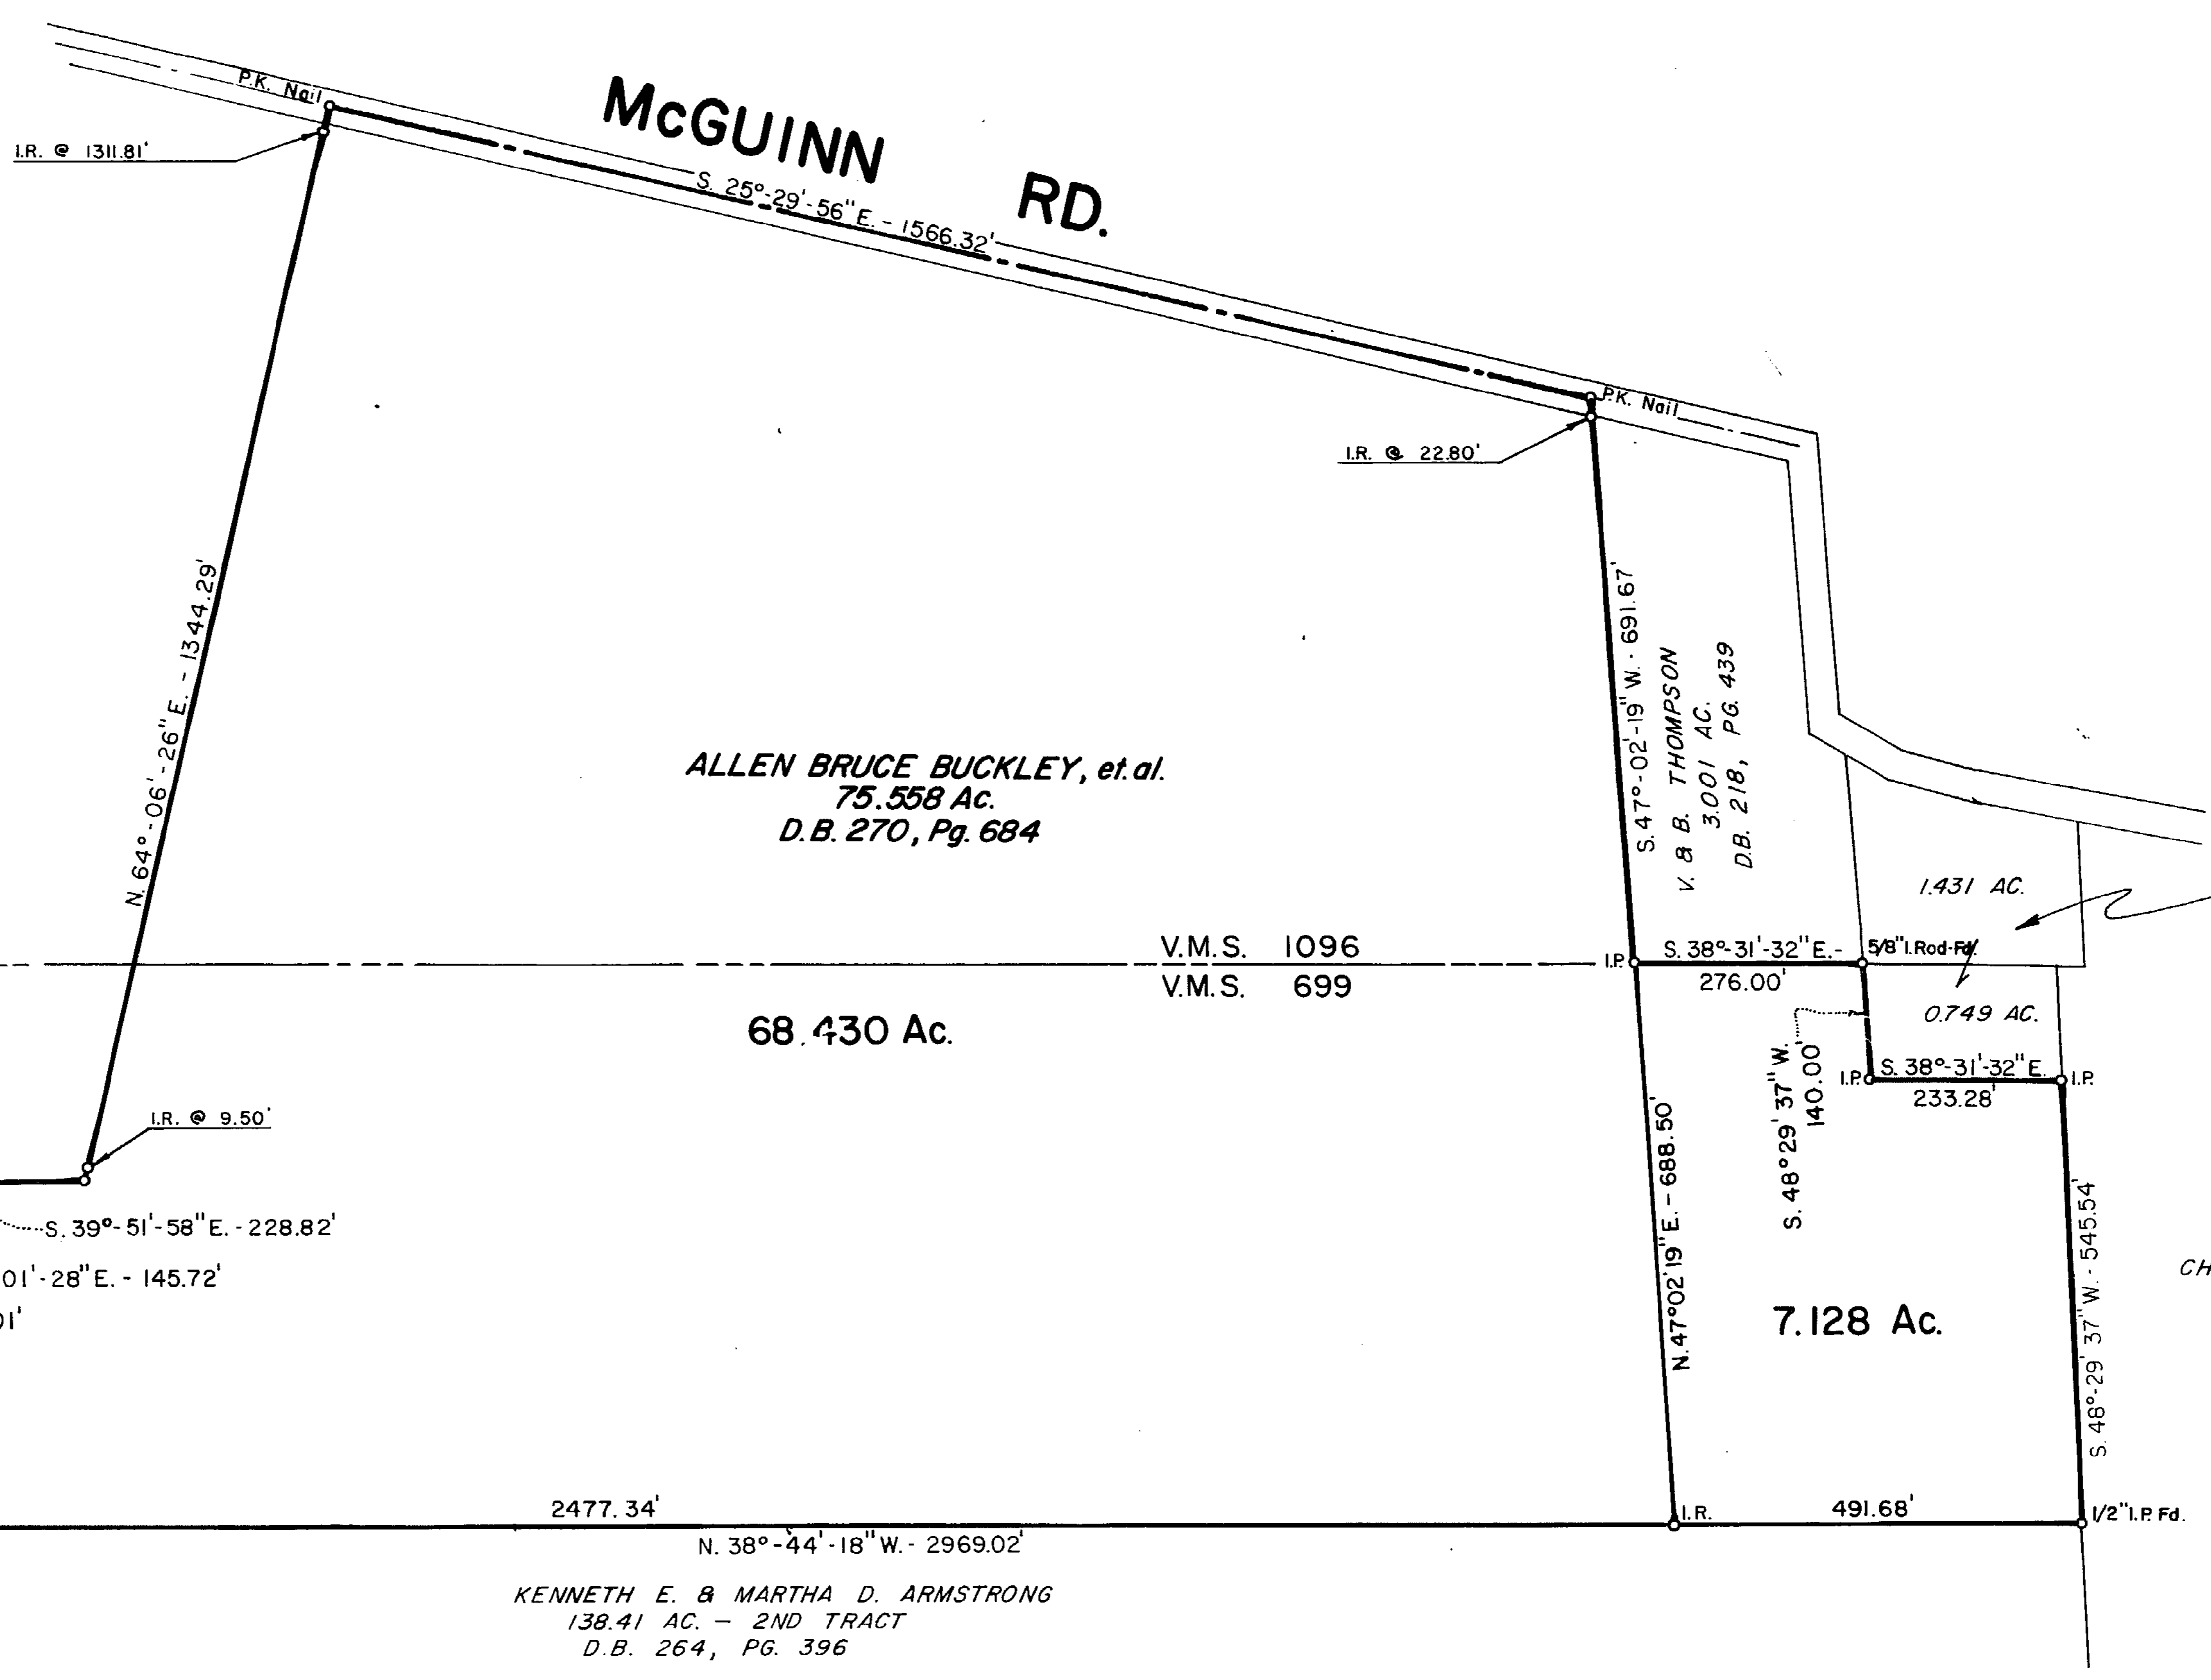 P.K. Nail
McGUINN RD.
I.R. @ 1311.81'
S. 25°-29'-56" E. - 1566.32'
P.K. Nail
I.R. @ 22.80'
N. 64°-06'-26" E. - 1344.29'
S. 47°-02'-19" W. - 691.67'
V. & B. THOMPSON
3.001 AC.
D.B. 218, PG. 439
ALLEN BRUCE BUCKLEY, et. al.
75.558 Ac.
D.B. 270, Pg. 684
1.431 AC.
V.M.S. 1096
V.M.S. 699
I.P.
S. 38°-31'-32" E. -
276.00'
5/8" I. Rod-Fd.
68.430 Ac.
0.749 AC.
S. 48°29' 37" W.
140.00'
I.P.
S. 38°-31'-32" E.
233.28'
I.P.
I.R. @ 9.50'
S. 39°-51'-58" E. - 228.82'
01'-28" E. - 145.72'
01'
N. 47°02'19" E. - 688.50'
S. 48°-29' 37" W. - 545.54'
CH
7.128 Ac.
2477.34'
I.R.
491.68'
1/2" I.P. Fd.
N. 38°-44'-18" W. - 2969.02'
KENNETH E. & MARTHA D. ARMSTRONG
138.41 AC. — 2ND TRACT
D.B. 264, PG. 396